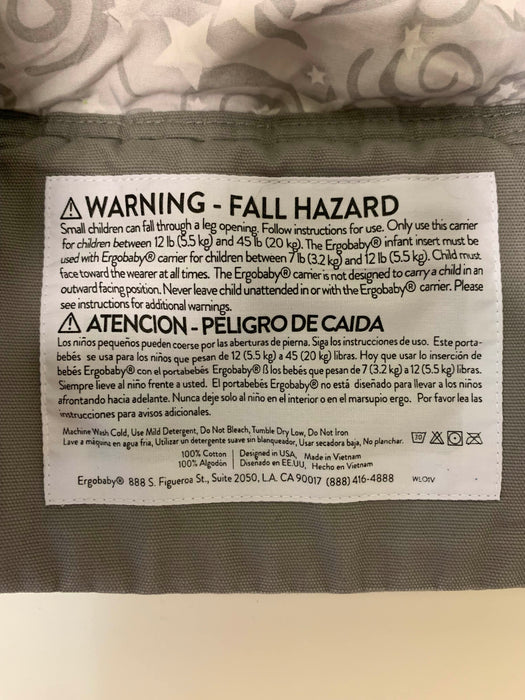 ⚠ WARNING - FALL HAZARD
Small children can fall through a leg opening. Follow instructions for use. Only use this carrier
for children between 12 lb (5.5 kg) and 45 lb (20 kg). The Ergobaby® infant insert must be
used with Ergobaby® carrier for children between 7 lb (3.2 kg) and 12 lb (5.5 kg). Child must
face toward the wearer at all times. The Ergobaby® carrier is not designed to carry a child in an
outward facing position. Never leave child unattended in or with the Ergobaby® carrier. Please
see instructions for additional warnings.
⚠ ATENCION - PELIGRO DE CAIDA
Los niños pequeños pueden coerse por las aberturas de pierna. Siga los instrucciones de uso. Este porta-
bebés se usa para los niños que pesan de 12 (5.5 kg) a 45 (20 kg) libras. Hoy que usar lo inserción de
bebés Ergobaby® con el portabebés Ergobaby® ß los bebés que pesan de 7 (3.2 kg) a 12 (5.5 kg) libras.
Siempre lieve al niño frente a usted. El portabebés Ergobaby® no está diseñado para llevar a los niños
afrontando hacia adelante. Nunca deje solo al niño en el interior o en el marsupio ergo. Por favor lea las
instrucciones para avisos adicionales.
Machine Wash Cold, Use Mild Detergent, Do Not Bleach, Tumble Dry Low, Do Not Iron
Lave a máquina en agua fria, Utilizar un detergente suave sin blanqueador, Usar secadora baja, No planchar.
100% Cotton | Designed in USA, Made in Vietnam
100% Algodón | Disenado en EE.UU, Hecho en Vietnam
Ergobaby® 888 S. Figueroa St., Suite 2050, L.A. CA 90017 (888) 416-4888 WLO1V